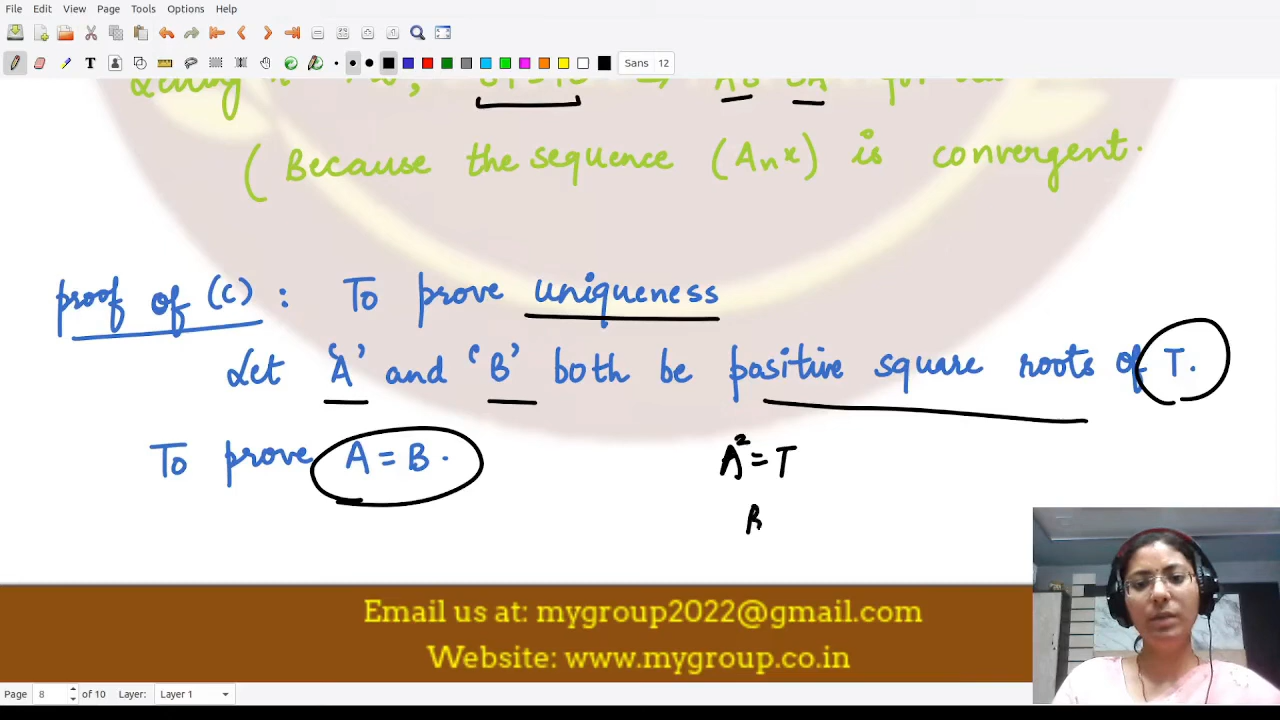 File Edit View Page Tools Options Help
Sans 12
(Because the sequence (Aₙx) is convergent.
proof of (c) : To prove uniqueness
Let 'A' and 'B' both be positive square roots of T.
To prove A = B.
A² = T
B
Email us at: mygroup2022@gmail.com
Website: www.mygroup.co.in
Page 8 of 10 Layer: Layer 1